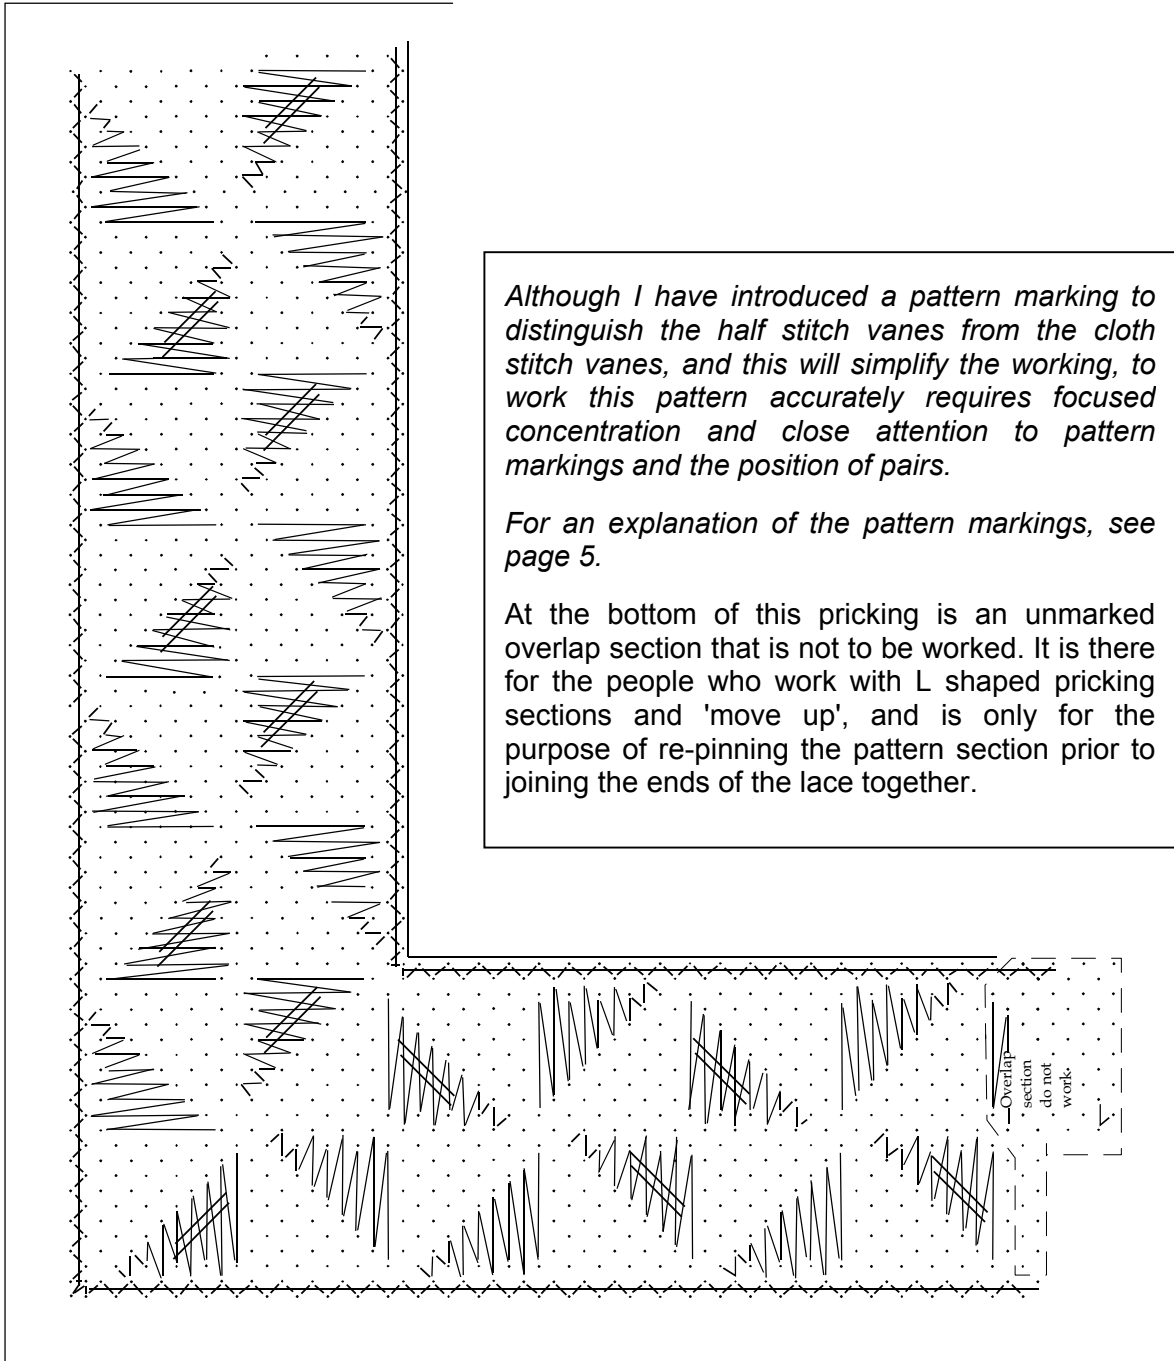 Although I have introduced a pattern marking to
distinguish the half stitch vanes from the cloth
stitch vanes, and this will simplify the working, to
work this pattern accurately requires focused
concentration and close attention to pattern
markings and the position of pairs.
For an explanation of the pattern markings, see
page 5.
At the bottom of this pricking is an unmarked
overlap section that is not to be worked. It is there
for the people who work with L shaped pricking
sections and 'move up', and is only for the
purpose of re-pinning the pattern section prior to
joining the ends of the lace together.
Overlap
section
do not
work.